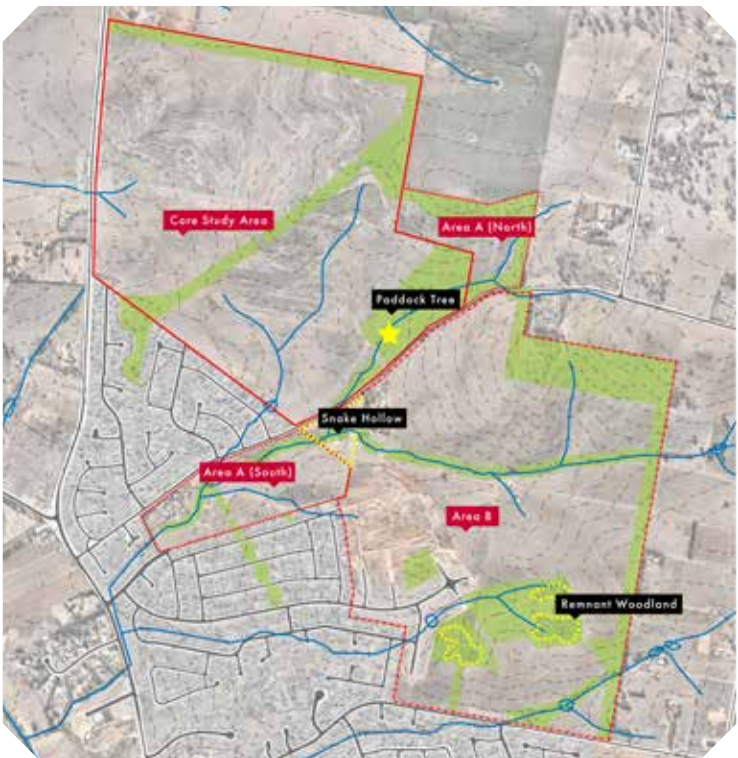 Core Study Area
Area A (North)
Paddock Tree
Snake Hollow
Area A (South)
Area B
Remnant Woodland